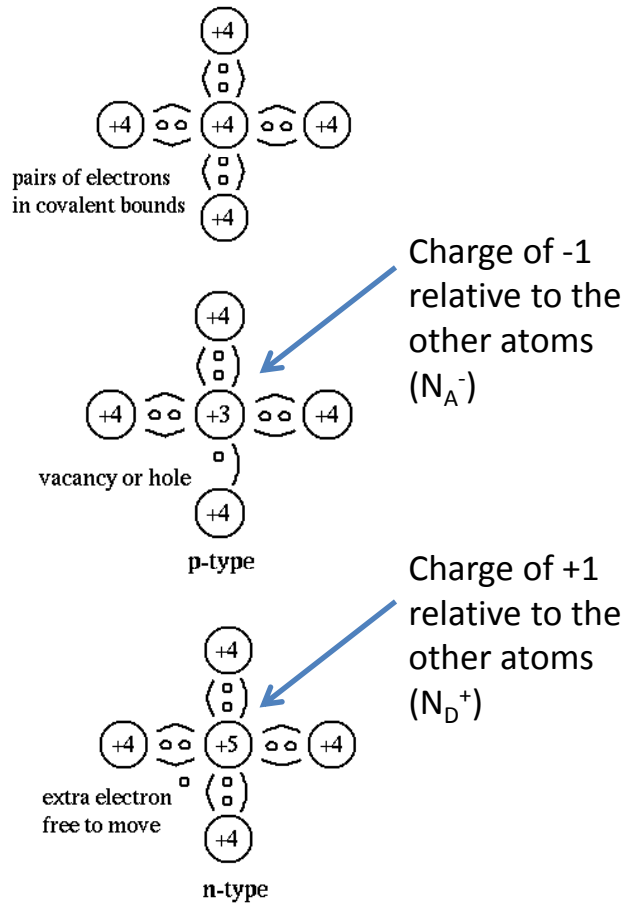 +4
+4 +4 +4
pairs of electrons
in covalent bounds
+4
Charge of -1
relative to the
other atoms
(N_A^-)
+4
+4 +3 +4
vacancy or hole
+4
p-type
Charge of +1
relative to the
other atoms
(N_D^+)
+4
+4 +5 +4
extra electron
free to move
+4
n-type